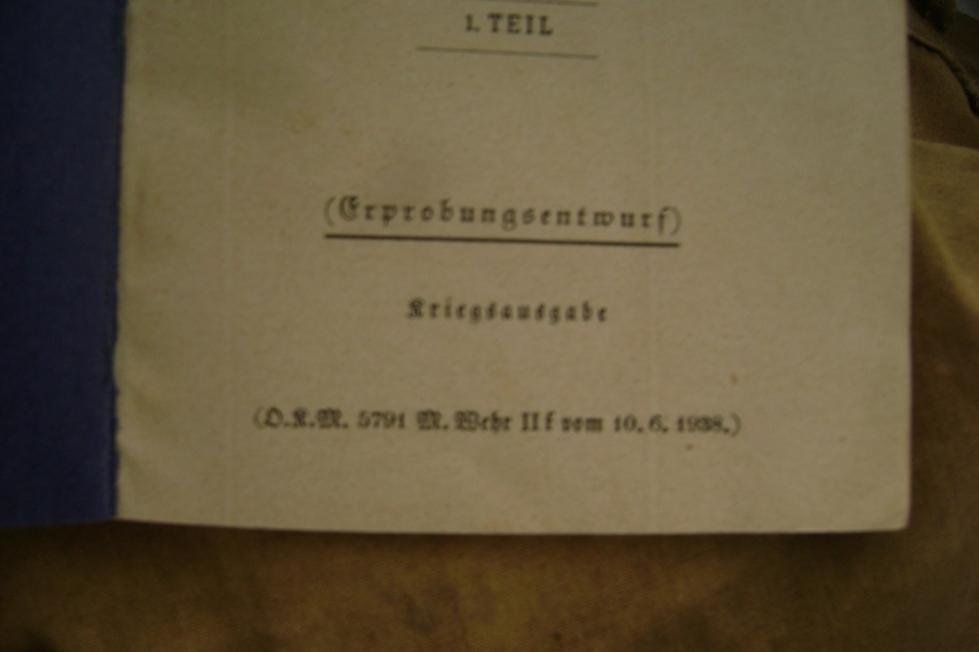 1. TEIL
(Erprobungsentwurf)
Kriegsausgabe
(O.K.M. 5791 M. Wehr II f vom 10. 6. 1938.)